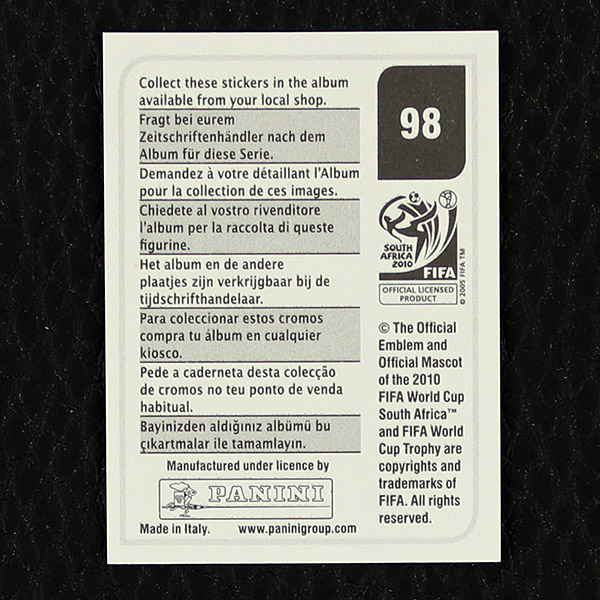 Collect these stickers in the album
available from your local shop.
Fragt bei eurem
Zeitschriftenhändler nach dem
Album für diese Serie.
Demandez à votre détaillant l'Album
pour la collection de ces images.
Chiedete al vostro rivenditore
l'album per la raccolta di queste
figurine.
Het album en de andere
plaatjes zijn verkrijgbaar bij de
tijdschrifthandelaar.
Para coleccionar estos cromos
compra tu álbum en cualquier
kiosco.
Pede a caderneta desta colecção
de cromos no teu ponto de venda
habitual.
Bayinizden aldığınız albümü bu
çıkartmalar ile tamamlayın.
Manufactured under licence by
PANINI
Made in Italy. www.paninigroup.com
98
SOUTH
AFRICA
2010
FIFA
© 2005 FIFA TM
OFFICIAL LICENSED
PRODUCT
© The Official
Emblem and
Official Mascot
of the 2010
FIFA World Cup
South Africa™
and FIFA World
Cup Trophy are
copyrights and
trademarks of
FIFA. All rights
reserved.